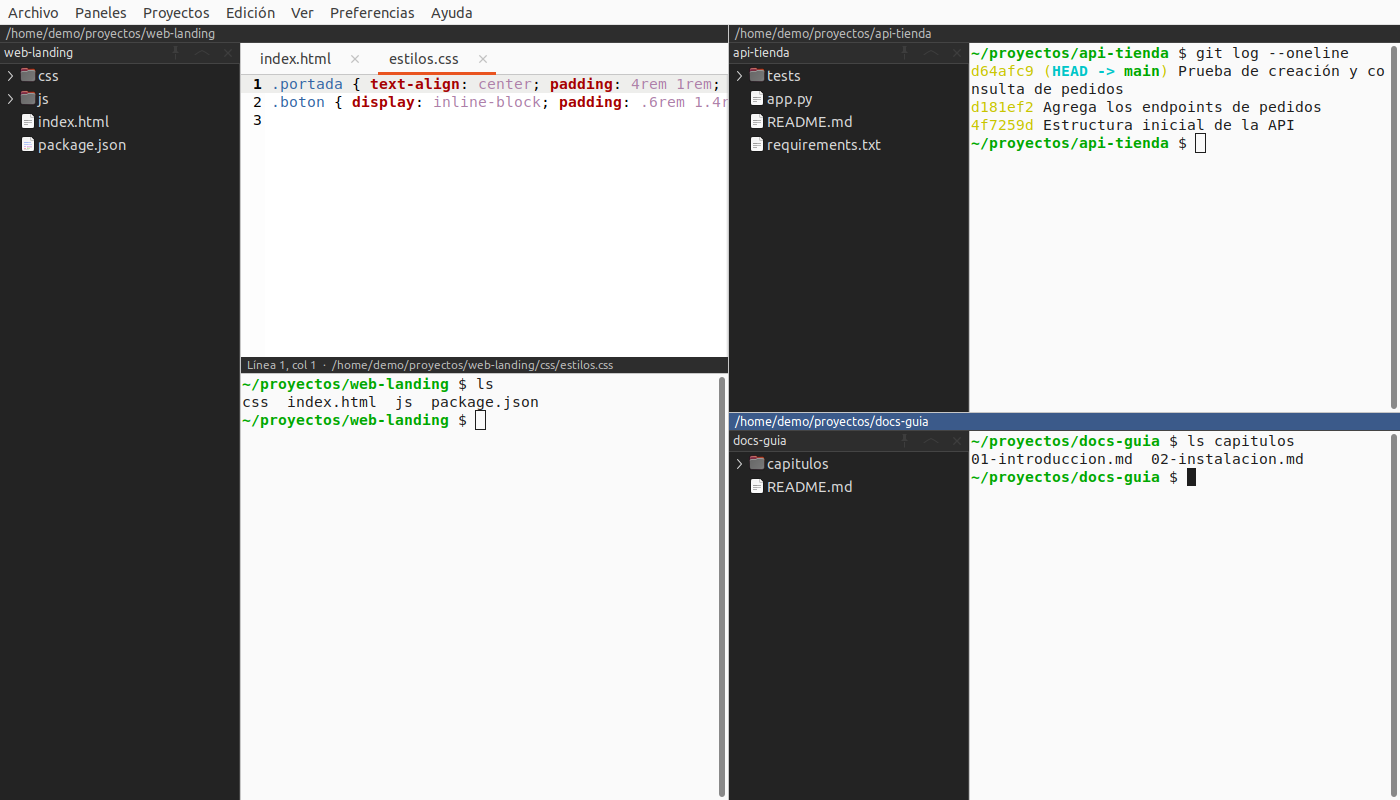 Archivo Paneles Proyectos Edición Ver Preferencias Ayuda
/home/demo/proyectos/web-landing
web-landing
css
js
index.html
package.json
index.html estilos.css
1 .portada { text-align: center; padding: 4rem 1rem;
2 .boton { display: inline-block; padding: .6rem 1.4r
3
Línea 1, col 1 · /home/demo/proyectos/web-landing/css/estilos.css
~/proyectos/web-landing $ ls
css index.html js package.json
~/proyectos/web-landing $
/home/demo/proyectos/api-tienda
api-tienda
tests
app.py
README.md
requirements.txt
~/proyectos/api-tienda $ git log --oneline
d64afc9 (HEAD -> main) Prueba de creación y co
nsulta de pedidos
d181ef2 Agrega los endpoints de pedidos
4f7259d Estructura inicial de la API
~/proyectos/api-tienda $
/home/demo/proyectos/docs-guia
docs-guia
capitulos
README.md
~/proyectos/docs-guia $ ls capitulos
01-introduccion.md 02-instalacion.md
~/proyectos/docs-guia $